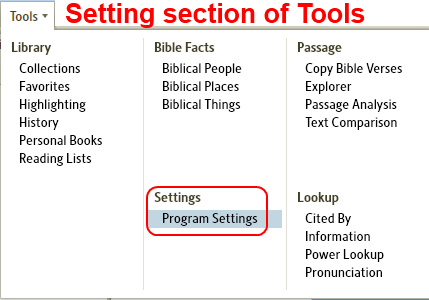 Tools
Setting section of Tools
Library
Collections
Favorites
Highlighting
History
Personal Books
Reading Lists
Bible Facts
Biblical People
Biblical Places
Biblical Things
Passage
Copy Bible Verses
Explorer
Passage Analysis
Text Comparison
Settings
Program Settings
Lookup
Cited By
Information
Power Lookup
Pronunciation